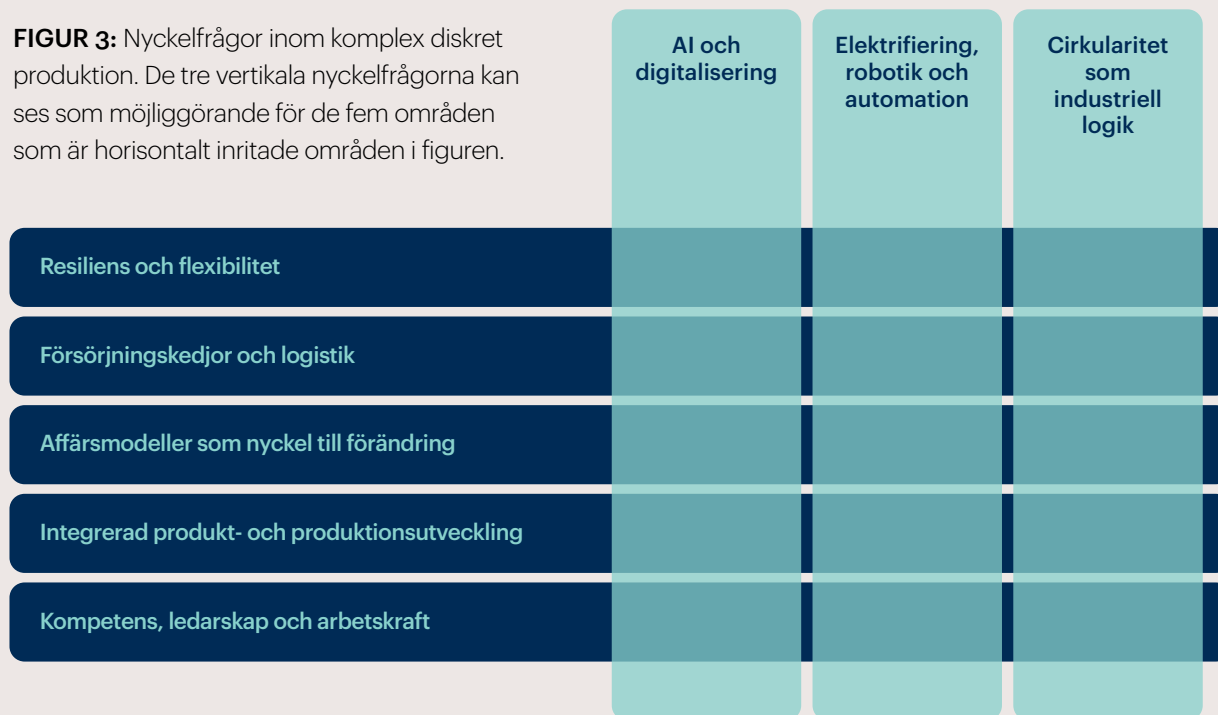 FIGUR 3: Nyckelfrågor inom komplex diskret
produktion. De tre vertikala nyckelfrågorna kan
ses som möjliggörande för de fem områden
som är horisontalt inritade områden i figuren.
AI och
digitalisering
Elektrifiering,
robotik och
automation
Cirkularitet
som
industriell
logik
Resiliens och flexibilitet
Försörjningskedjor och logistik
Affärsmodeller som nyckel till förändring
Integrerad produkt- och produktionsutveckling
Kompetens, ledarskap och arbetskraft